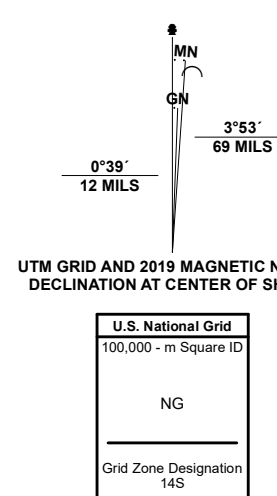 MN
GN
3°53´
69 MILS
0°39´
12 MILS
UTM GRID AND 2019 MAGNETIC N
DECLINATION AT CENTER OF SH
U.S. National Grid
100,000 - m Square ID
NG
Grid Zone Designation
14S